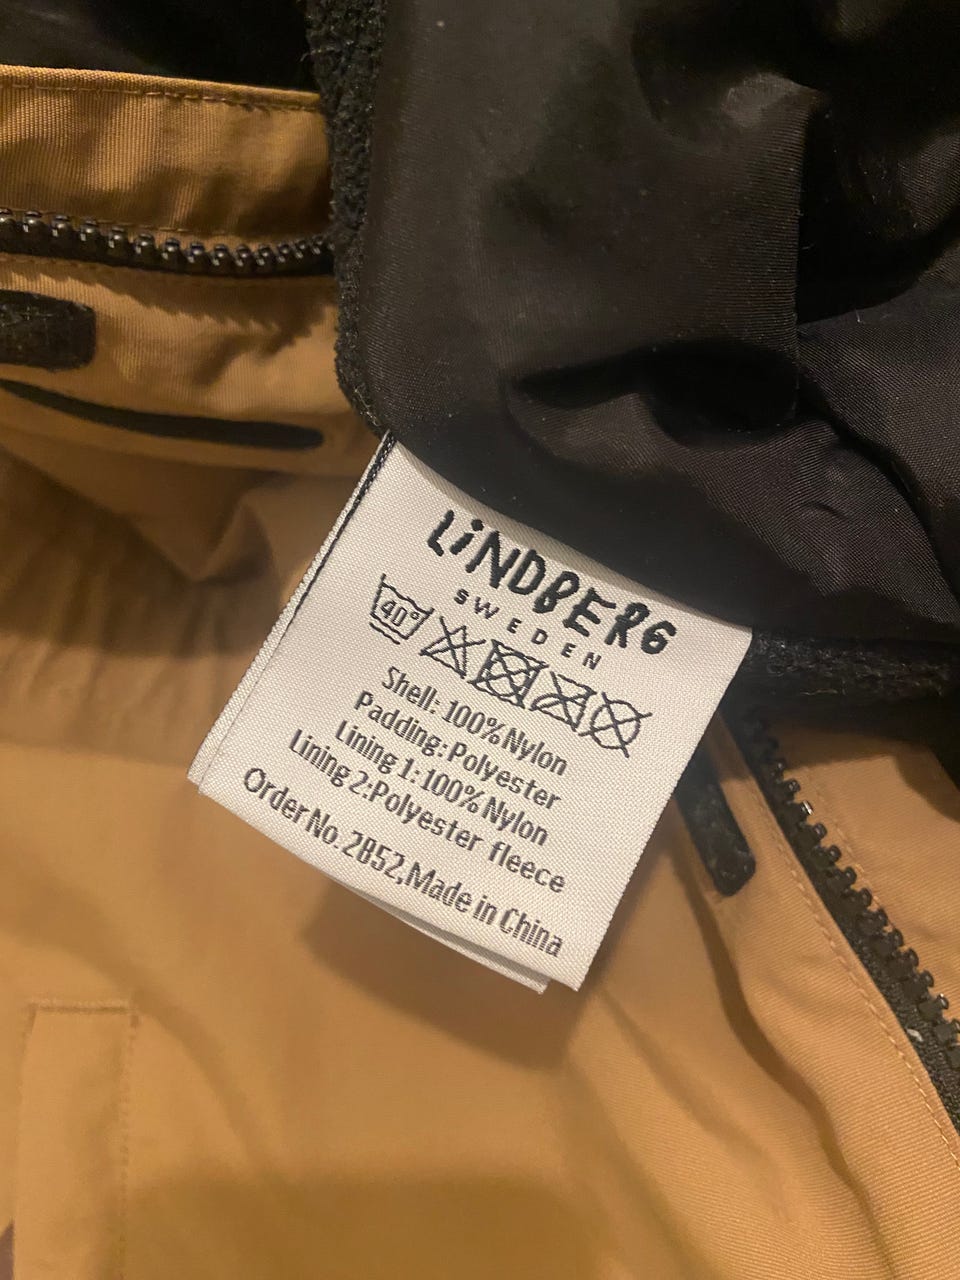 LiNDBERG
SWEDEN
40°
Shell: 100%Nylon
Padding: Polyester
Lining 1: 100%Nylon
Lining 2:Polyester fleece
Order No. 2852,Made in China